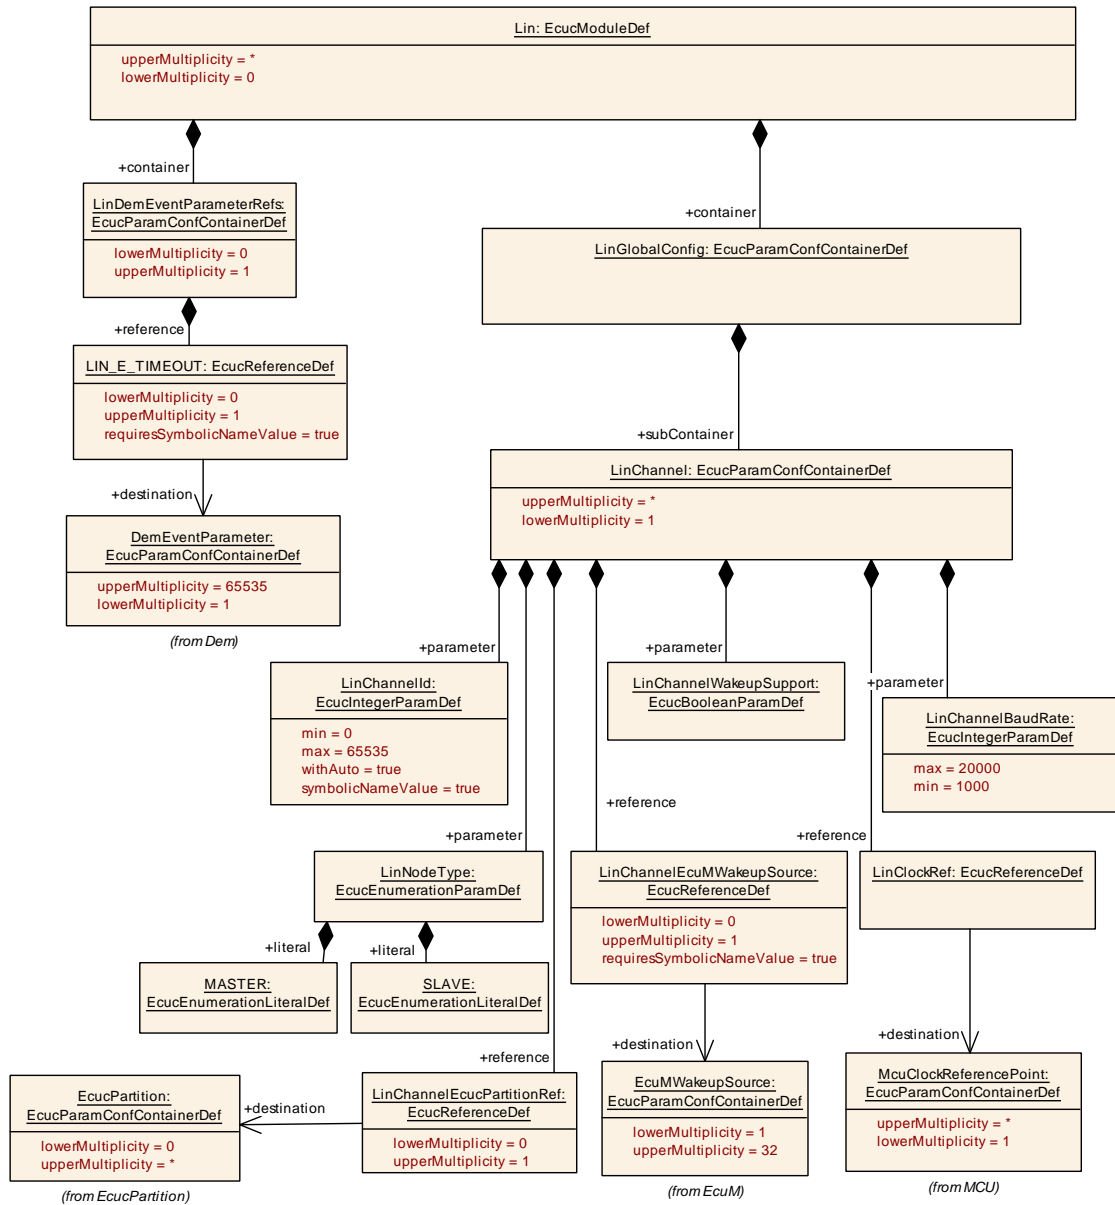 Lin: EcucModuleDef
upperMultiplicity = *
lowerMultiplicity = 0
+container
LinDemEventParameterRefs:
EcucParamConfContainerDef
lowerMultiplicity = 0
upperMultiplicity = 1
+container
LinGlobalConfig: EcucParamConfContainerDef
+reference
LIN_E_TIMEOUT: EcucReferenceDef
lowerMultiplicity = 0
upperMultiplicity = 1
requiresSymbolicNameValue = true
+subContainer
LinChannel: EcucParamConfContainerDef
upperMultiplicity = *
lowerMultiplicity = 1
+destination
DemEventParameter:
EcucParamConfContainerDef
upperMultiplicity = 65535
lowerMultiplicity = 1
(from Dem)
+parameter
LinChannelId:
EcucIntegerParamDef
min = 0
max = 65535
withAuto = true
symbolicNameValue = true
+parameter
LinChannelWakeupSupport:
EcucBooleanParamDef
+parameter
LinChannelBaudRate:
EcucIntegerParamDef
max = 20000
min = 1000
+parameter
LinNodeType:
EcucEnumerationParamDef
+literal
MASTER:
EcucEnumerationLiteralDef
+literal
SLAVE:
EcucEnumerationLiteralDef
+reference
LinChannelEcuMWakeupSource:
EcucReferenceDef
lowerMultiplicity = 0
upperMultiplicity = 1
requiresSymbolicNameValue = true
+reference
LinClockRef: EcucReferenceDef
+reference
LinChannelEcucPartitionRef:
EcucReferenceDef
lowerMultiplicity = 0
upperMultiplicity = 1
+destination
EcucPartition:
EcucParamConfContainerDef
lowerMultiplicity = 0
upperMultiplicity = *
(from EcucPartition)
+destination
EcuMWakeupSource:
EcucParamConfContainerDef
lowerMultiplicity = 1
upperMultiplicity = 32
(from EcuM)
+destination
McuClockReferencePoint:
EcucParamConfContainerDef
upperMultiplicity = *
lowerMultiplicity = 1
(from MCU)